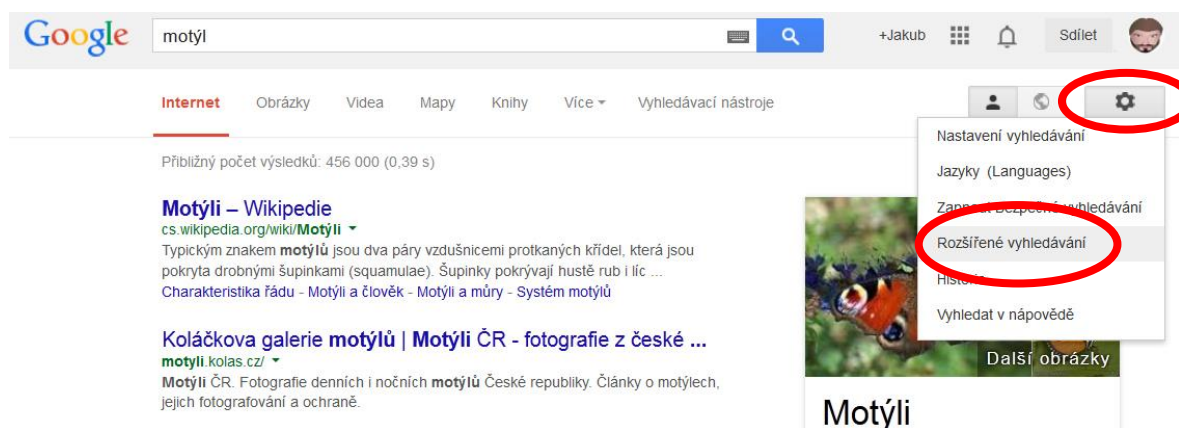 Google motýl +Jakub Sdílet
Internet Obrázky Videa Mapy Knihy Více Vyhledávací nástroje
Nastavení vyhledávání
Jazyky (Languages)
Zapnout Bezpečné vyhledávání
Rozšířené vyhledávání
Historie
Vyhledat v nápovědě
Přibližný počet výsledků: 456 000 (0,39 s)
Motýli – Wikipedie
cs.wikipedia.org/wiki/Motýli
Typickým znakem motýlů jsou dva páry vzdušnicemi protkaných křídel, která jsou
pokryta drobnými šupinkami (squamulae). Šupinky pokrývají hustě rub i líc ...
Charakteristika řádu - Motýli a člověk - Motýli a můry - Systém motýlů
Koláčkova galerie motýlů | Motýli ČR - fotografie z české ...
motyli.kolas.cz/
Motýli ČR. Fotografie denních i nočních motýlů České republiky. Články o motýlech,
jejich fotografování a ochraně.
Další obrázky
Motýli